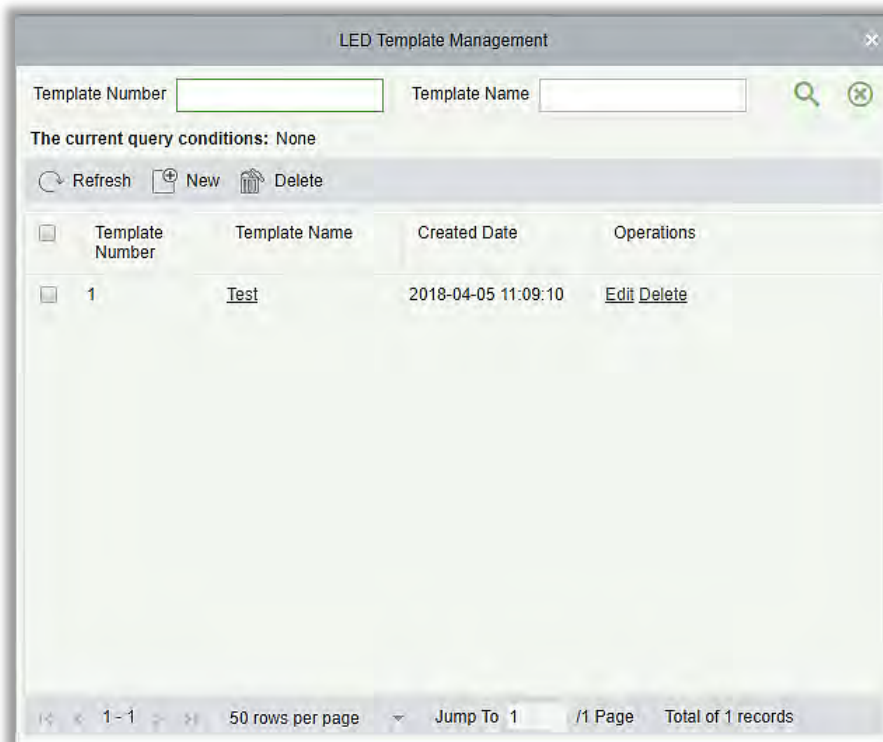 LED Template Management
Template Number Template Name
The current query conditions: None
Refresh New Delete
Template Number Template Name Created Date Operations
1 Test 2018-04-05 11:09:10 Edit Delete
1 - 1 50 rows per page Jump To 1 /1 Page Total of 1 records